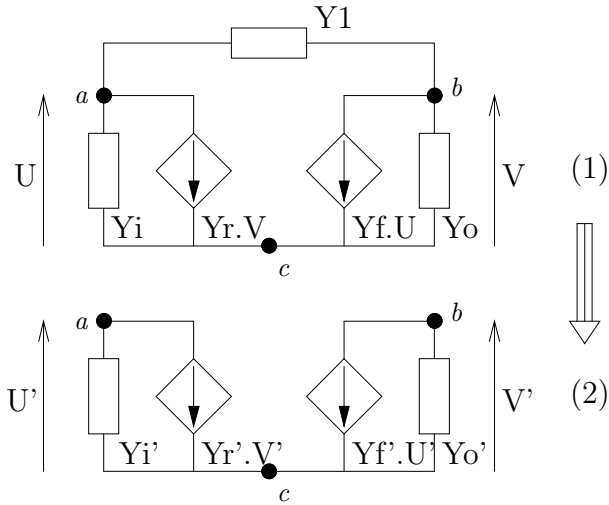 Y1
a
b
U
V
(1)
Yi
Yr.V
Yf.U
Yo
c
a
b
U'
V'
(2)
Yi'
Yr'.V'
Yf'.U'
Yo'
c